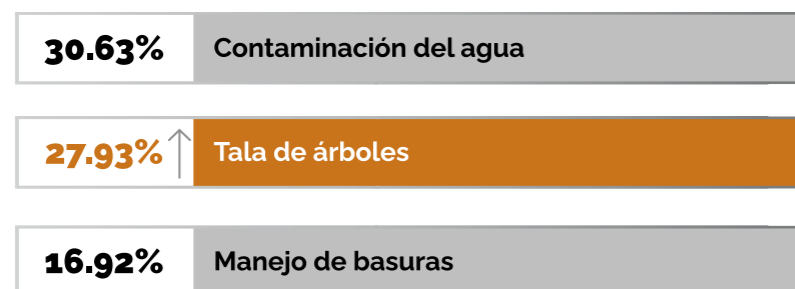 30.63% Contaminación del agua
27.93% Tala de árboles
16.92% Manejo de basuras